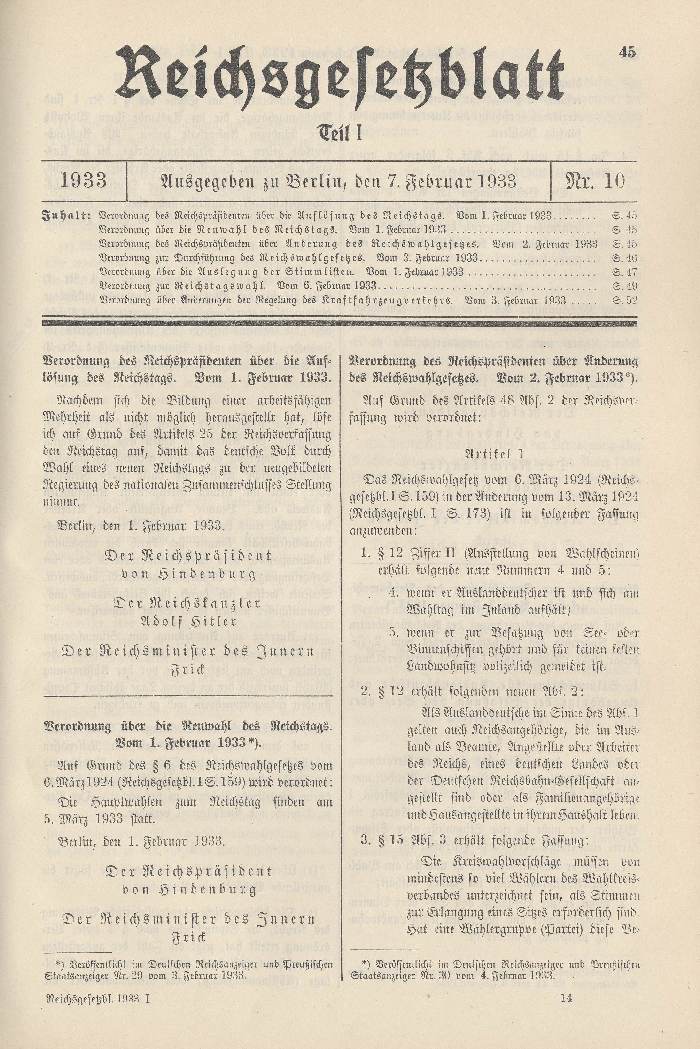 45
Reichsgesetzblatt
Teil I
1933 Ausgegeben zu Berlin, den 7. Februar 1933 Nr. 10
Inhalt: Verordnung des Reichspräsidenten über die Auflösung des Reichstags. Vom 1. Februar 1933........ S. 45
Verordnung über die Neuwahl des Reichstags. Vom 1. Februar 1933........ S. 45
Verordnung des Reichspräsidenten über Änderung des Reichswahlgesetzes. Vom 2. Februar 1933 S. 45
Verordnung zur Durchführung des Reichswahlgesetzes. Vom 3. Februar 1933........ S. 46
Verordnung über die Auslegung der Stimmlisten. Vom 1. Februar 1933........ S. 47
Verordnung zur Reichstagswahl. Vom 6. Februar 1933........ S. 49
Verordnung über Änderungen der Regelung des Kraftfahrzeugverkehrs. Vom 3. Februar 1933..... S. 52
Verordnung des Reichspräsidenten über die Auf-
lösung des Reichstags. Vom 1. Februar 1933.
Nachdem sich die Bildung einer arbeitsfähigen
Mehrheit als nicht möglich herausgestellt hat, löse
ich auf Grund des Artikels 25 der Reichsverfassung
den Reichstag auf, damit das deutsche Volk durch
Wahl eines neuen Reichstags zu der neugebildeten
Regierung des nationalen Zusammenschlusses Stellung
nimmt.
Berlin, den 1. Februar 1933.
Der Reichspräsident
von Hindenburg
Der Reichskanzler
Adolf Hitler
Der Reichsminister des Innern
Frick
Verordnung über die Neuwahl des Reichstags.
Vom 1. Februar 1933*).
Auf Grund des § 6 des Reichswahlgesetzes vom
6. März 1924 (Reichsgesetzbl. I S. 159) wird verordnet:
Die Hauptwahlen zum Reichstag finden am
5. März 1933 statt.
Berlin, den 1. Februar 1933.
Der Reichspräsident
von Hindenburg
Der Reichsminister des Innern
Frick
*) Veröffentlicht im Deutschen Reichsanzeiger und Preußischen
Staatsanzeiger Nr. 29 vom 3. Februar 1933.
Reichsgesetzbl. 1933 I
Verordnung des Reichspräsidenten über Änderung
des Reichswahlgesetzes. Vom 2. Februar 1933*).
Auf Grund des Artikels 48 Abs. 2 der Reichsver-
fassung wird verordnet:
Artikel 1
Das Reichswahlgesetz vom 6. März 1924 (Reichs-
gesetzbl. I S. 159) in der Änderung vom 13. März 1924
(Reichsgesetzbl. I S. 173) ist in folgender Fassung
anzuwenden:
1. § 12 Ziffer II (Ausstellung von Wahlscheinen)
erhält folgende neue Nummern 4 und 5:
4. wenn er Auslanddeutscher ist und sich am
Wahltag im Inland aufhält;
5. wenn er zur Besatzung von See- oder
Binnenschiffen gehört und für keinen festen
Landwohnsitz polizeilich gemeldet ist.
2. § 12 erhält folgenden neuen Abs. 2:
Als Auslanddeutsche im Sinne des Abs. 1
gelten auch Reichsangehörige, die im Aus-
land als Beamte, Angestellte oder Arbeiter
des Reichs, eines deutschen Landes oder
der Deutschen Reichsbahn-Gesellschaft an-
gestellt sind oder als Familienangehörige
und Hausangestellte in ihrem Haushalt leben.
3. § 15 Abs. 3 erhält folgende Fassung:
Die Kreiswahlvorschläge müssen von
mindestens so viel Wählern des Wahlkreis-
verbandes unterzeichnet sein, als Stimmen
zur Erlangung eines Sitzes erforderlich sind.
Hat eine Wählergruppe (Partei) diese Be-
*) Veröffentlicht im Deutschen Reichsanzeiger und Preußischen
Staatsanzeiger Nr. 30 vom 4. Februar 1933.
14